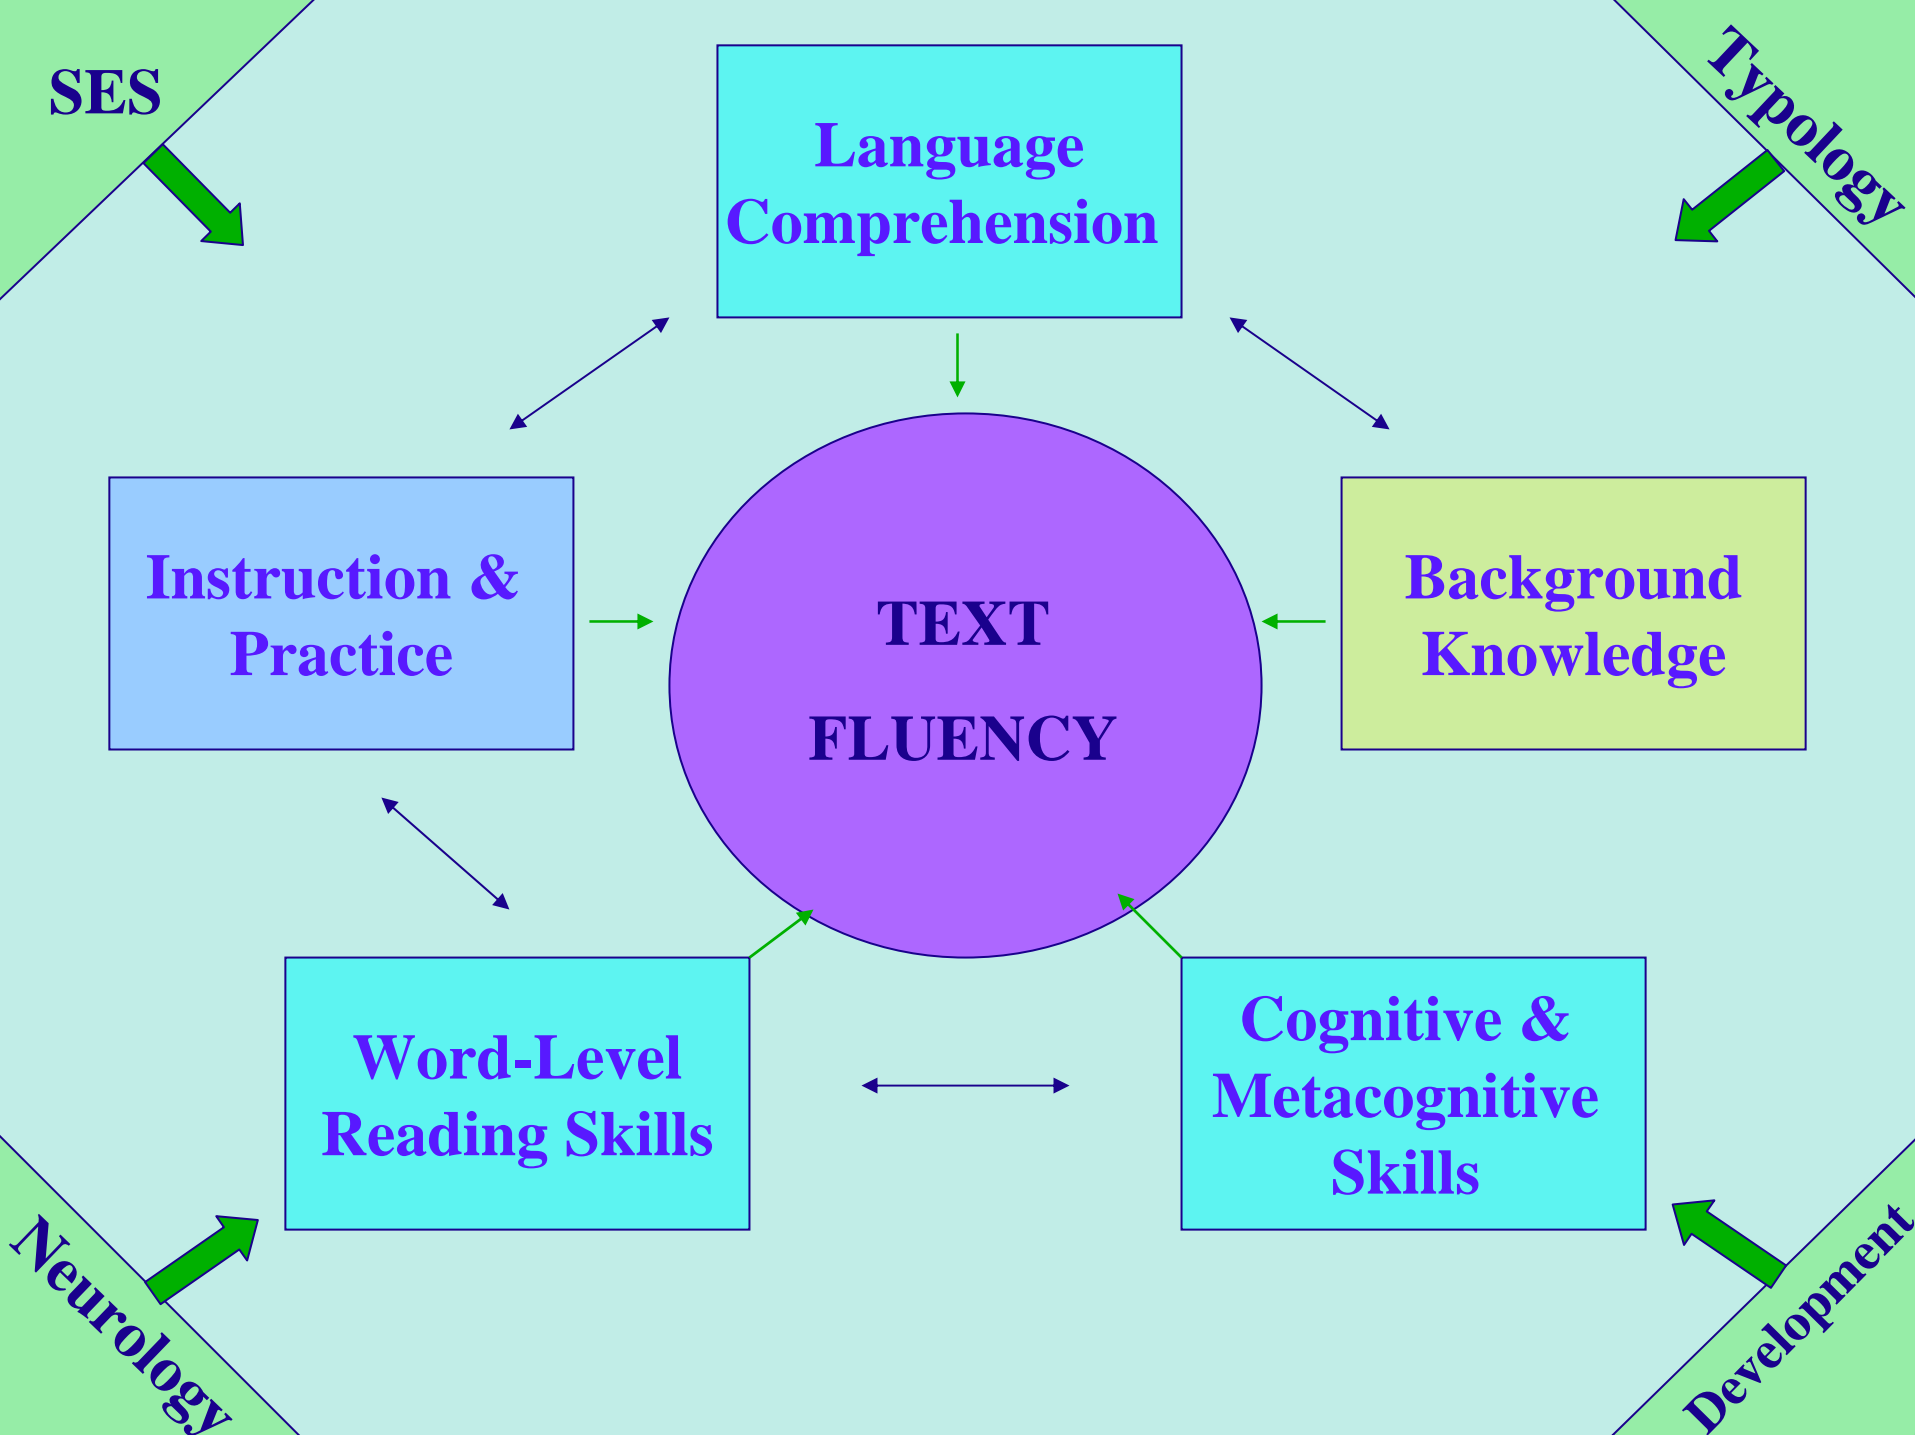 SES
Typology
Language
Comprehension
Instruction &
Practice
TEXT
FLUENCY
Background
Knowledge
Word-Level
Reading Skills
Cognitive &
Metacognitive
Skills
Neurology
Development